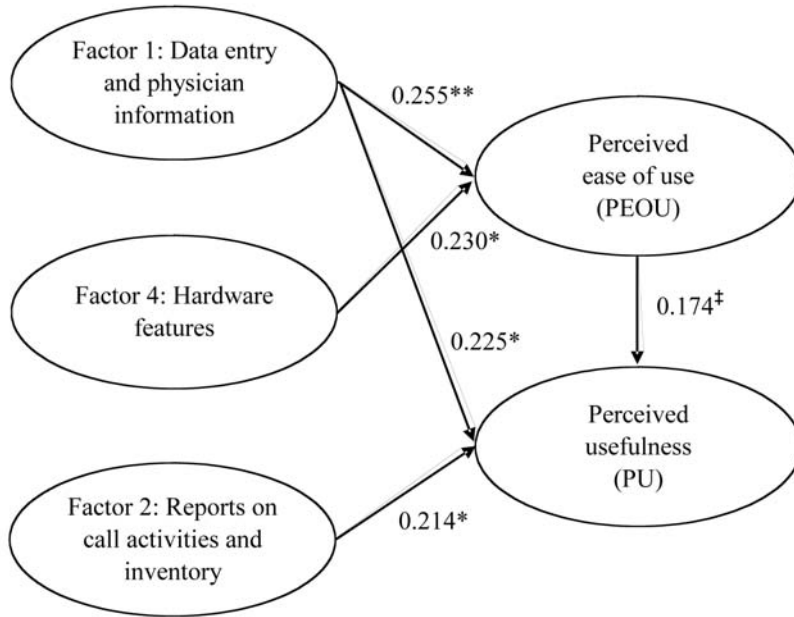 Factor 1: Data entry
and physician
information
0.255**
Perceived
ease of use
(PEOU)
0.230*
Factor 4: Hardware
features
0.174‡
0.225*
Perceived
usefulness
(PU)
Factor 2: Reports on
call activities and
inventory
0.214*